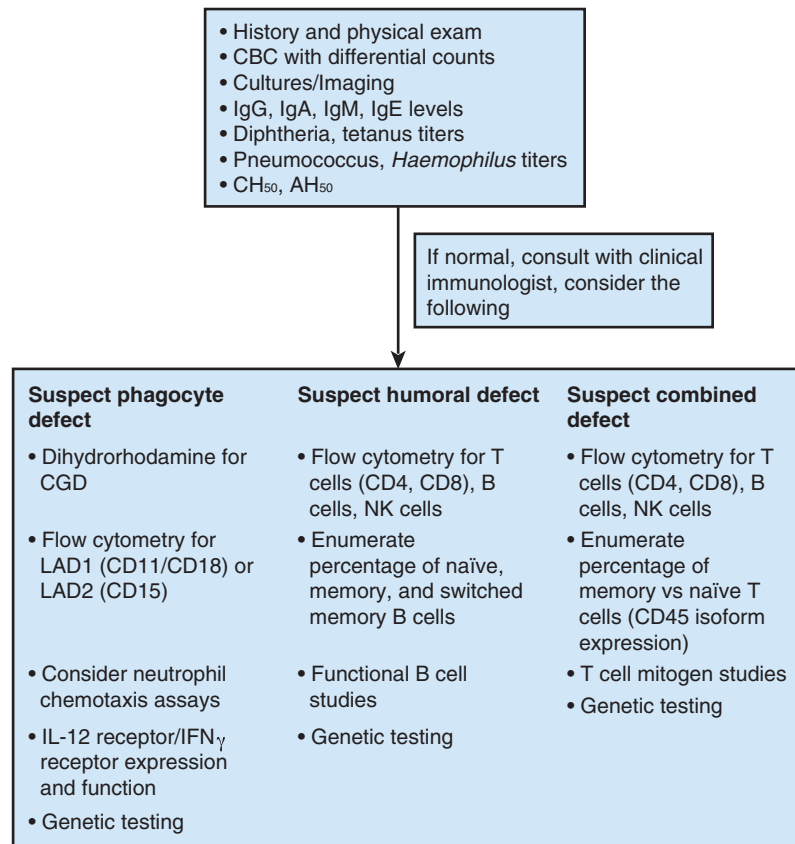 • History and physical exam
• CBC with differential counts
• Cultures/Imaging
• IgG, IgA, IgM, IgE levels
• Diphtheria, tetanus titers
• Pneumococcus, Haemophilus titers
• CH50, AH50
If normal, consult with clinical
immunologist, consider the
following
Suspect phagocyte
defect
• Dihydrorhodamine for
CGD
• Flow cytometry for
LAD1 (CD11/CD18) or
LAD2 (CD15)
• Consider neutrophil
chemotaxis assays
• IL-12 receptor/IFNγ
receptor expression
and function
• Genetic testing
Suspect humoral defect
• Flow cytometry for T
cells (CD4, CD8), B
cells, NK cells
• Enumerate
percentage of naïve,
memory, and switched
memory B cells
• Functional B cell
studies
• Genetic testing
Suspect combined
defect
• Flow cytometry for T
cells (CD4, CD8), B
cells, NK cells
• Enumerate
percentage of
memory vs naïve T
cells (CD45 isoform
expression)
• T cell mitogen studies
• Genetic testing